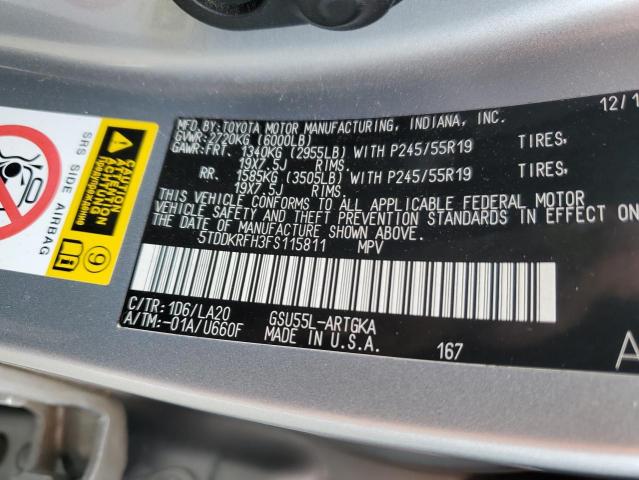 12/1
MFD.BY:TOYOTA MOTOR MANUFACTURING, INDIANA, INC.
GVWR:2720KG (6000LB)
GAWR:FRT. 1340KG (2955LB) WITH P245/55R19 TIRES,
19X7.5J RIMS.
RR. 1585KG (3505LB) WITH P245/55R19 TIRES,
19X7.5J RIMS.
THIS VEHICLE CONFORMS TO ALL APPLICABLE FEDERAL MOTOR
VEHICLE SAFETY AND THEFT PREVENTION STANDARDS IN EFFECT ON
THE DATE OF MANUFACTURE SHOWN ABOVE.
5TDDKRFH3FS115811 MPV
C/TR:1D6/LA20 GSU55L-ARTGKA
A/TM:-01A/U660F MADE IN U.S.A. 167
A
SRS SIDE AIRBAG
CAUTION
ACHTUNG
9